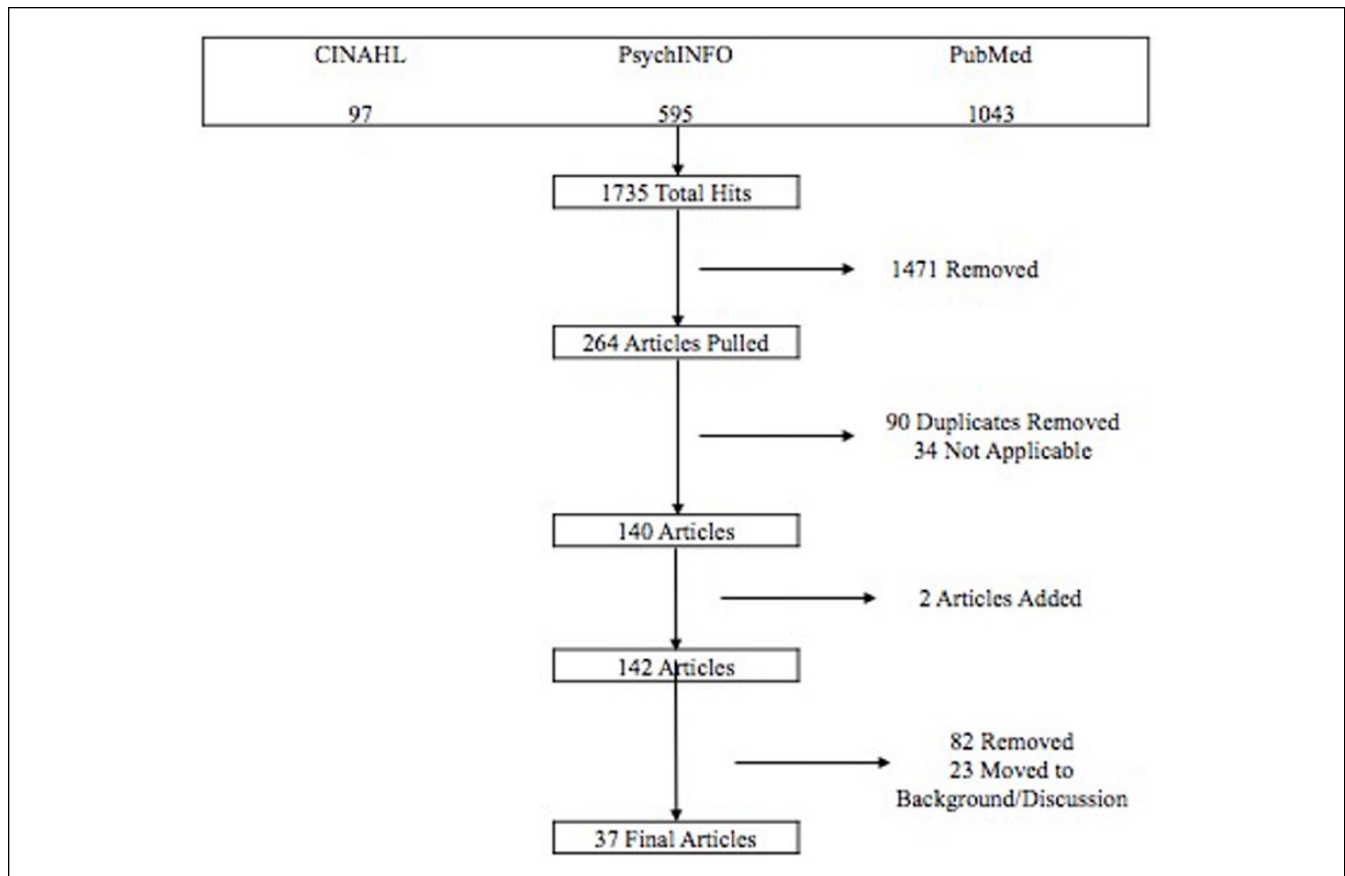 CINAHL PsychINFO PubMed
97 595 1043
1735 Total Hits
1471 Removed
264 Articles Pulled
90 Duplicates Removed
34 Not Applicable
140 Articles
2 Articles Added
142 Articles
82 Removed
23 Moved to
Background/Discussion
37 Final Articles